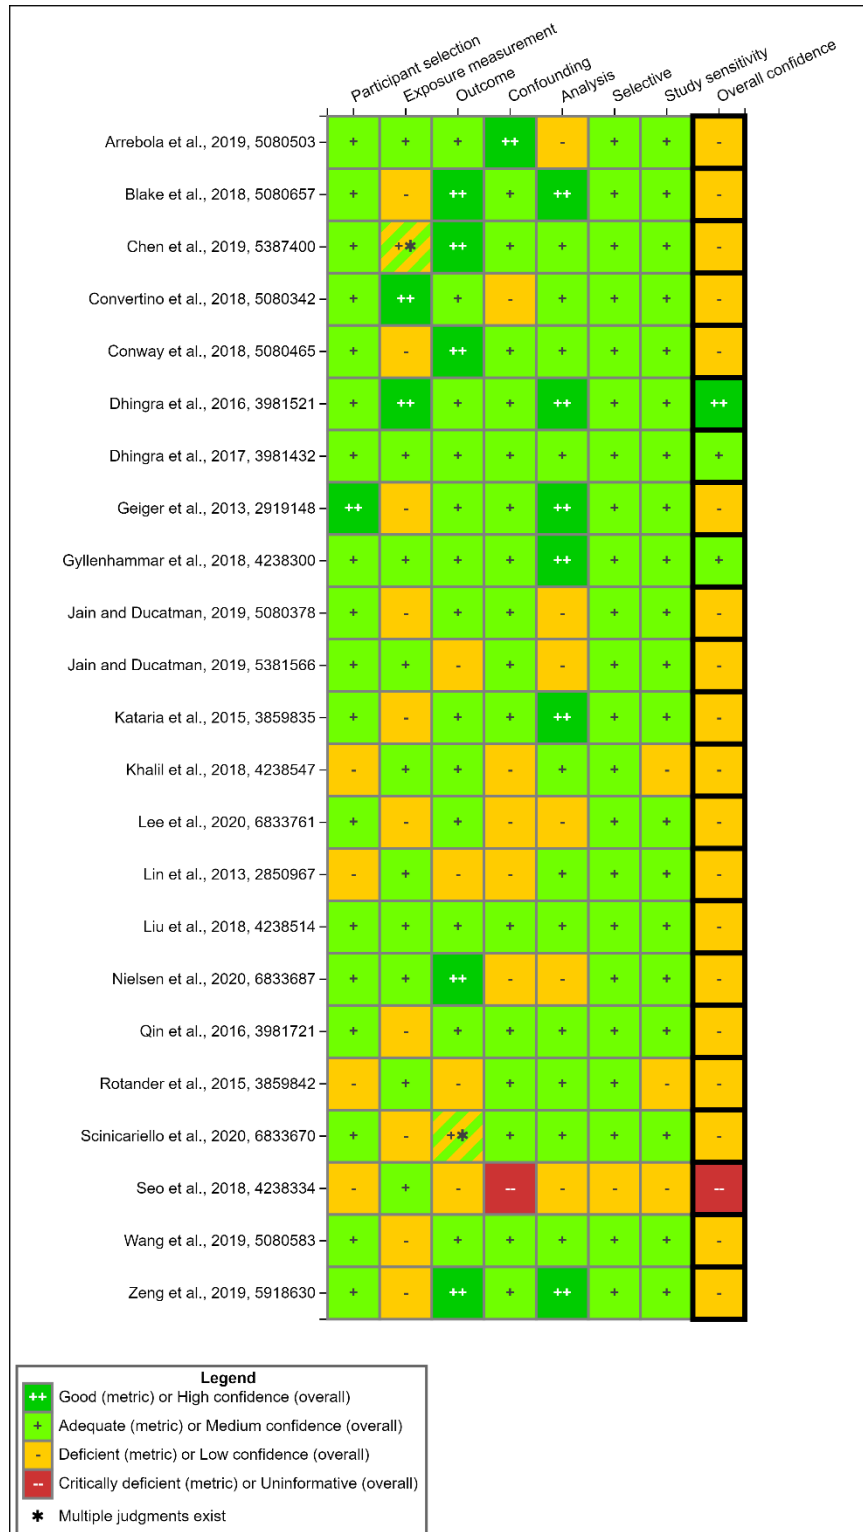 Participant selection
Exposure measurement
Outcome
Confounding
Analysis
Selective
Study sensitivity
Overall confidence
Arrebola et al., 2019, 5080503 + + + ++ - + + -
Blake et al., 2018, 5080657 + - ++ + ++ + + -
Chen et al., 2019, 5387400 + +✱ ++ + + + + -
Convertino et al., 2018, 5080342 + ++ + - + + + -
Conway et al., 2018, 5080465 + - ++ + + + + -
Dhingra et al., 2016, 3981521 + ++ + + ++ + + ++
Dhingra et al., 2017, 3981432 + + + + + + + +
Geiger et al., 2013, 2919148 ++ - + + ++ + + -
Gyllenhammar et al., 2018, 4238300 + + + + ++ + + +
Jain and Ducatman, 2019, 5080378 + - + + - + + -
Jain and Ducatman, 2019, 5381566 + + - + - + + -
Kataria et al., 2015, 3859835 + - + + ++ + + -
Khalil et al., 2018, 4238547 - + + - + + - -
Lee et al., 2020, 6833761 + - + - - + + -
Lin et al., 2013, 2850967 - + - - + + + -
Liu et al., 2018, 4238514 + + + + + + + -
Nielsen et al., 2020, 6833687 + + ++ - - + + -
Qin et al., 2016, 3981721 + - + + + + + -
Rotander et al., 2015, 3859842 - + - + + + - -
Scinicariello et al., 2020, 6833670 + - +✱ + + + + -
Seo et al., 2018, 4238334 - + - -- - - - --
Wang et al., 2019, 5080583 + - + + + + + -
Zeng et al., 2019, 5918630 + - ++ + ++ + + -
Legend
++ Good (metric) or High confidence (overall)
+ Adequate (metric) or Medium confidence (overall)
- Deficient (metric) or Low confidence (overall)
-- Critically deficient (metric) or Uninformative (overall)
✱ Multiple judgments exist